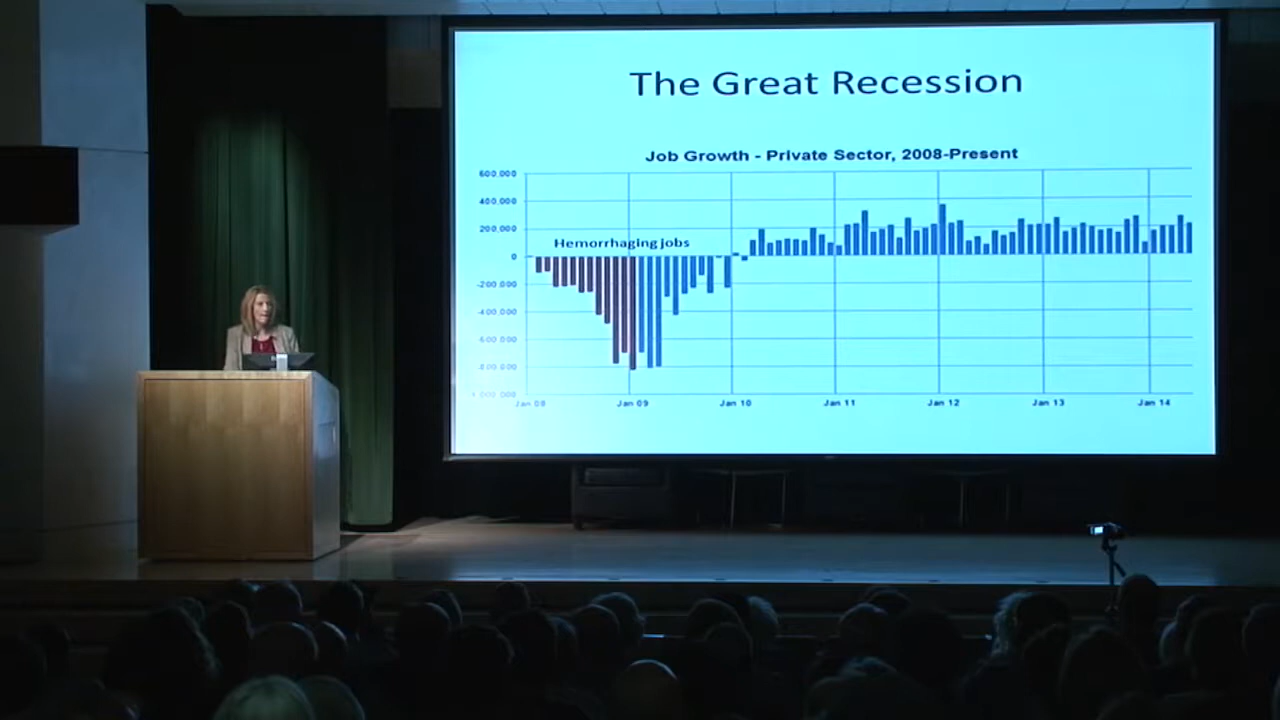 The Great Recession
Job Growth - Private Sector, 2008-Present
600,000
400,000
200,000
Hemorrhaging jobs
0
-200,000
-400,000
-600,000
-800,000
Jan 08 Jan 09 Jan 10 Jan 11 Jan 12 Jan 13 Jan 14